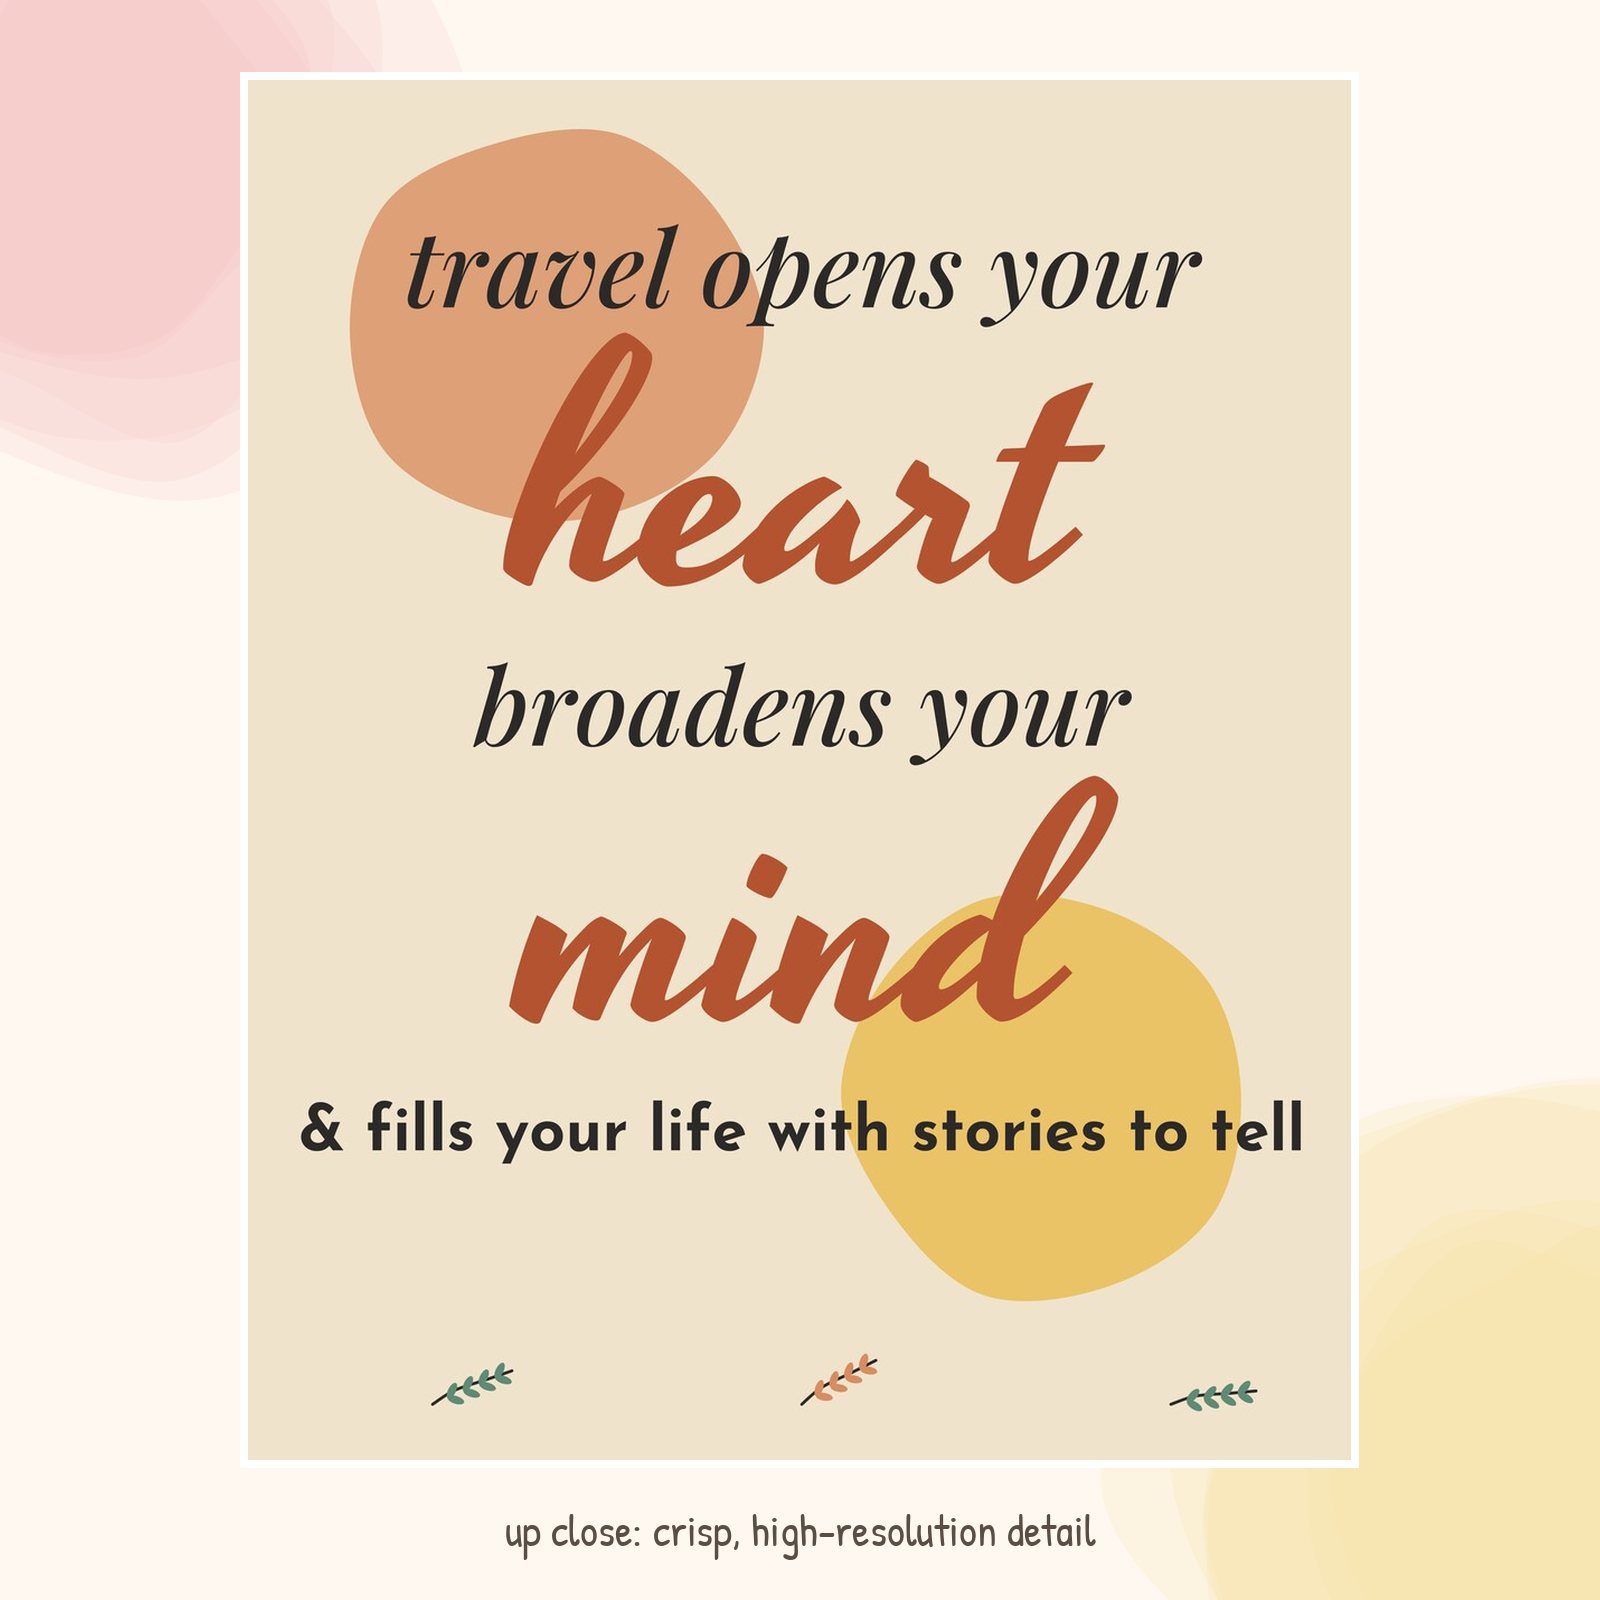 travel opens your
heart
broadens your
mind
& fills your life with stories to tell
up close: crisp, high-resolution detail